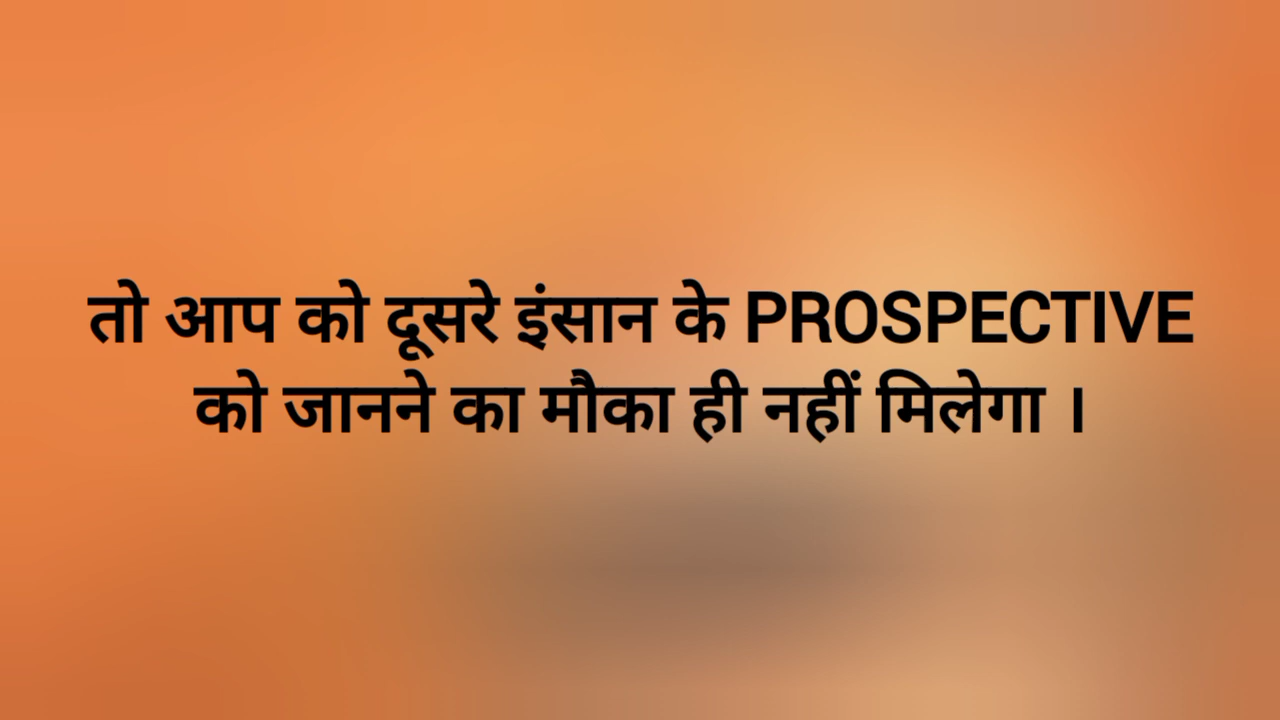 तो आप को दूसरे इंसान के PROSPECTIVE
को जानने का मौका ही नहीं मिलेगा ।